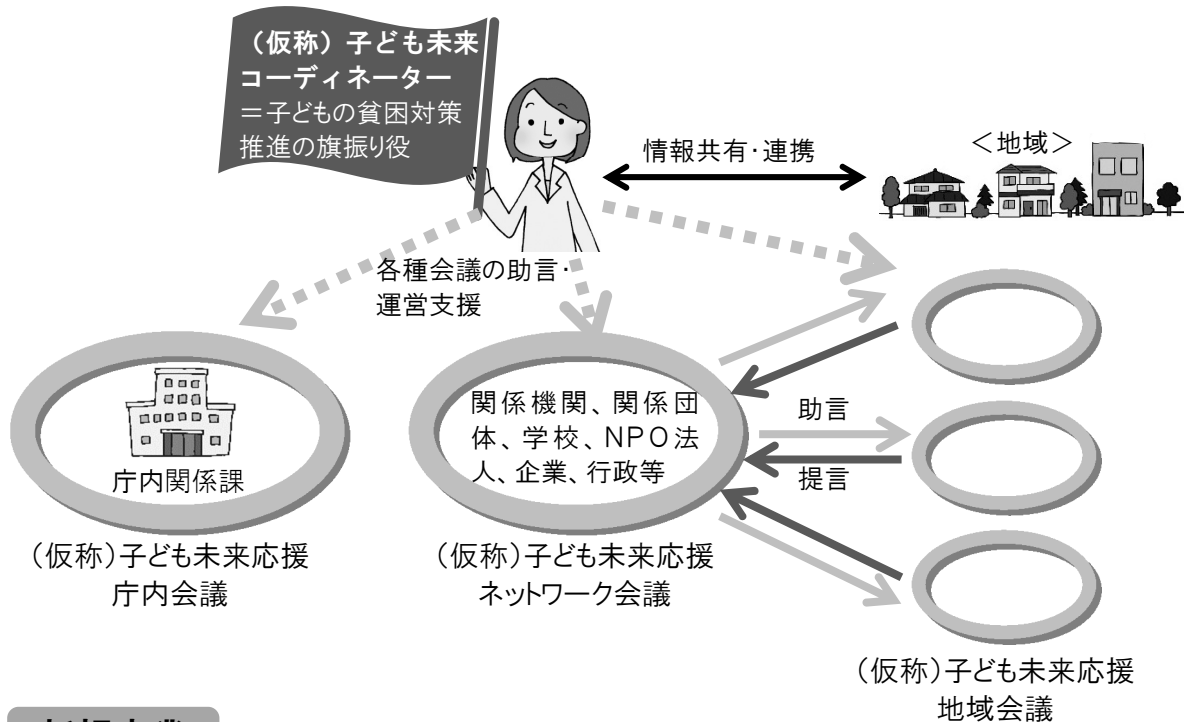 （仮称）子ども未来
コーディネーター
＝子どもの貧困対策
推進の旗振り役
情報共有・連携
＜地域＞
各種会議の助言・
運営支援
庁内関係課
（仮称）子ども未来応援
庁内会議
関係機関、関係団
体、学校、ＮＰＯ法
人、企業、行政等
（仮称）子ども未来応援
ネットワーク会議
助言
提言
（仮称）子ども未来応援
地域会議